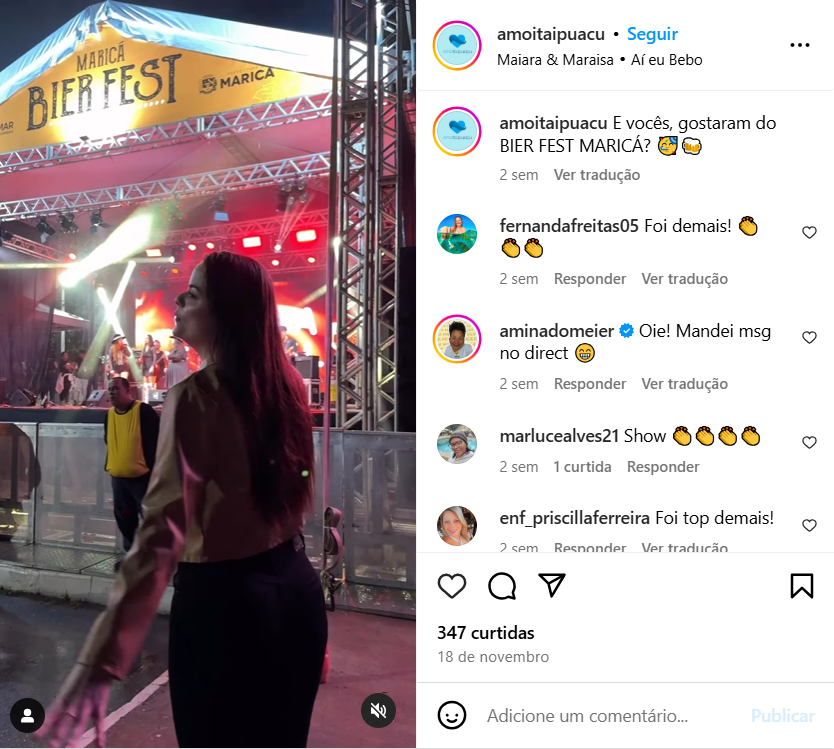 MARICÁ
BIER FEST
MARICÁ
MAR
amoitaipuacu • Seguir
Maiara & Maraisa • Aí eu Bebo
amoitaipuacu E vocês, gostaram do
BIER FEST MARICÁ? 🥳🍻
2 sem Ver tradução
fernandafreitas05 Foi demais! 👏
👏👏
2 sem Responder Ver tradução
aminadomeier Oie! Mandei msg
no direct 😁
2 sem Responder Ver tradução
marlucealves21 Show 👏👏👏👏
2 sem 1 curtida Responder
enf_priscillaferreira Foi top demais!
2 sem Responder Ver tradução
347 curtidas
18 de novembro
Adicione um comentário... Publicar